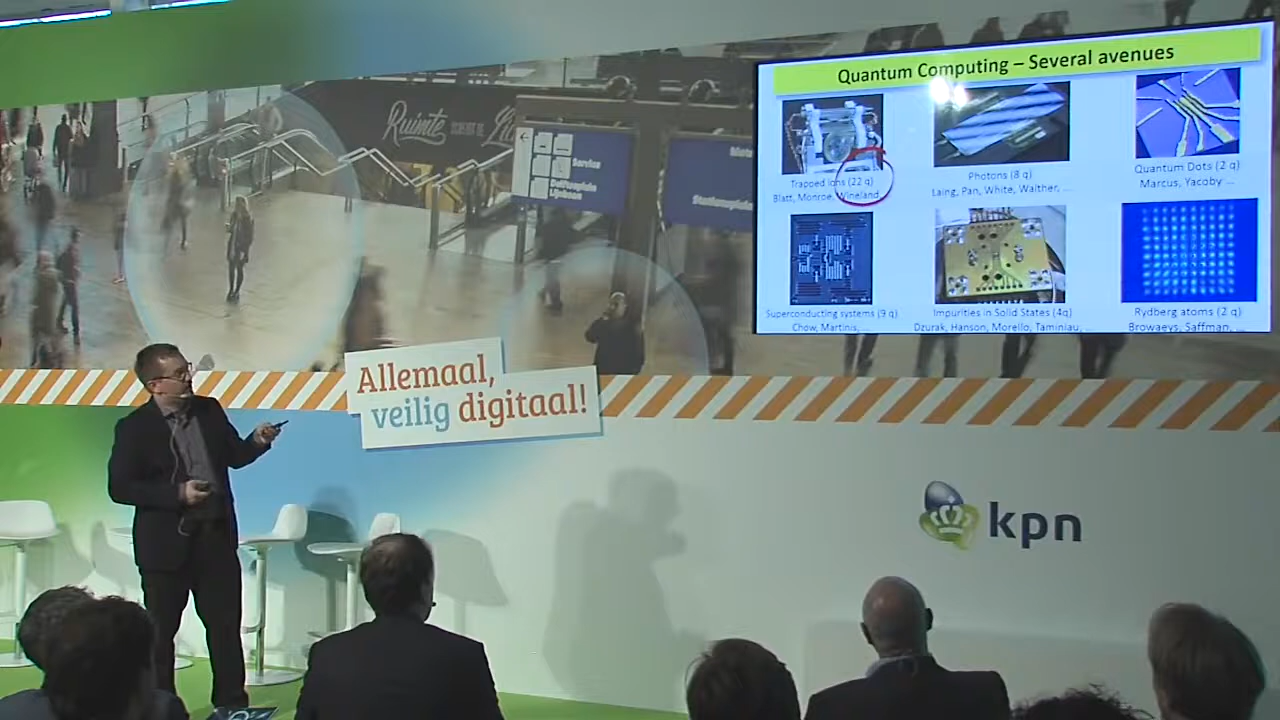 Quantum Computing – Several avenues
Trapped Ions (22 q)
Blatt, Monroe, Wineland
Photons (8 q)
Laing, Pan, White, Walther, ...
Quantum Dots (2 q)
Marcus, Yacoby ...
Superconducting systems (9 q)
Chow, Martinis, ...
Impurities in Solid States (4q)
Dzurak, Hanson, Morello, Taminiau, ...
Rydberg atoms (2 q)
Browaeys, Saffman, ...
Ruimte
Service
Allemaal,
veilig digitaal!
kpn